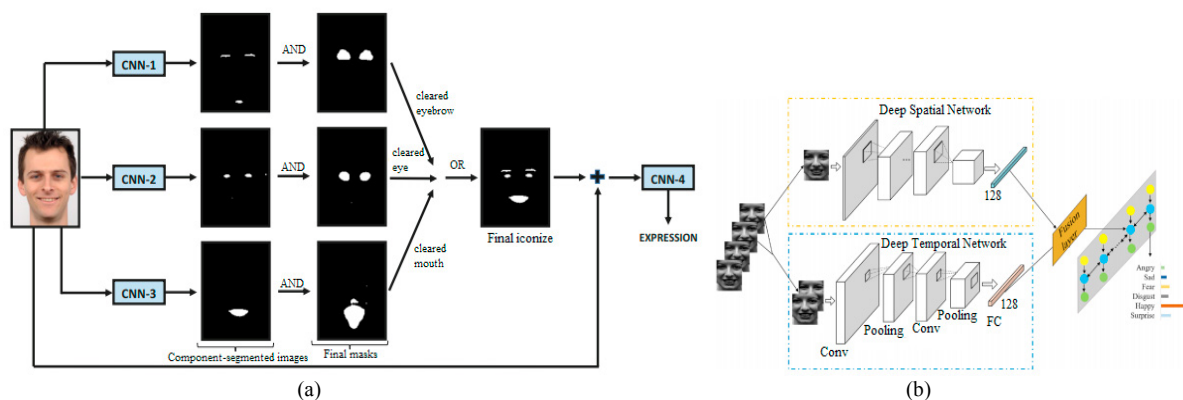 CNN-1
AND
cleared
eyebrow
CNN-2
AND
cleared
eye
OR
CNN-4
Final iconize
EXPRESSION
CNN-3
AND
cleared
mouth
Component-segmented images
Final masks
(a)
Deep Spatial Network
128
Deep Temporal Network
Fusion
layer
128
Pooling
Pooling
FC
Conv
Conv
Angry
Sad
Fear
Disgust
Happy
Surprise
(b)